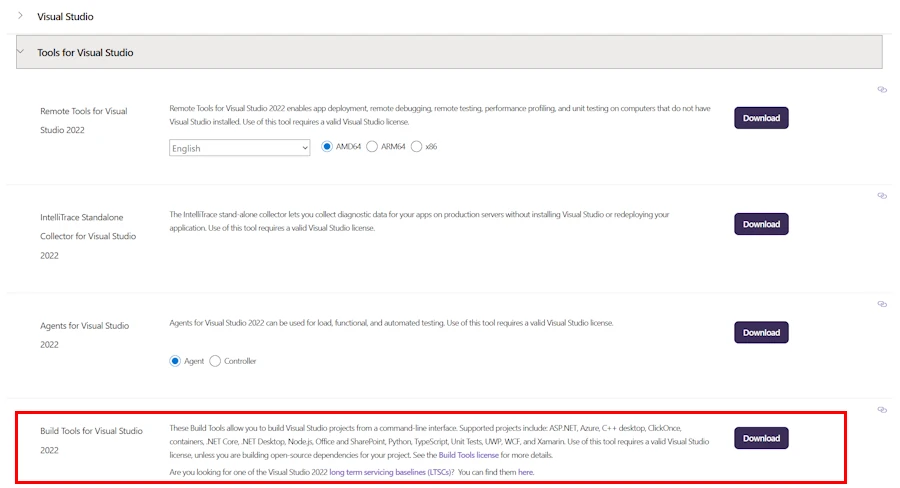 Visual Studio
Tools for Visual Studio
Remote Tools for Visual
Studio 2022
Remote Tools for Visual Studio 2022 enables app deployment, remote debugging, remote testing, performance profiling, and unit testing on computers that do not have
Visual Studio installed. Use of this tool requires a valid Visual Studio license.
English
AMD64
ARM64
x86
Download
IntelliTrace Standalone
Collector for Visual Studio
2022
The IntelliTrace stand-alone collector lets you collect diagnostic data for your apps on production servers without installing Visual Studio or redeploying your
application. Use of this tool requires a valid Visual Studio license.
Download
Agents for Visual Studio
2022
Agents for Visual Studio 2022 can be used for load, functional, and automated testing. Use of this tool requires a valid Visual Studio license.
Agent
Controller
Download
Build Tools for Visual Studio
2022
These Build Tools allow you to build Visual Studio projects from a command-line interface. Supported projects include: ASP.NET, Azure, C++ desktop, ClickOnce,
containers, .NET Core, .NET Desktop, Node.js, Office and SharePoint, Python, TypeScript, Unit Tests, UWP, WCF, and Xamarin. Use of this tool requires a valid Visual Studio
license, unless you are building open-source dependencies for your project. See the Build Tools license for more details.
Are you looking for one of the Visual Studio 2022 long term servicing baselines (LTSCs)? You can find them here.
Download